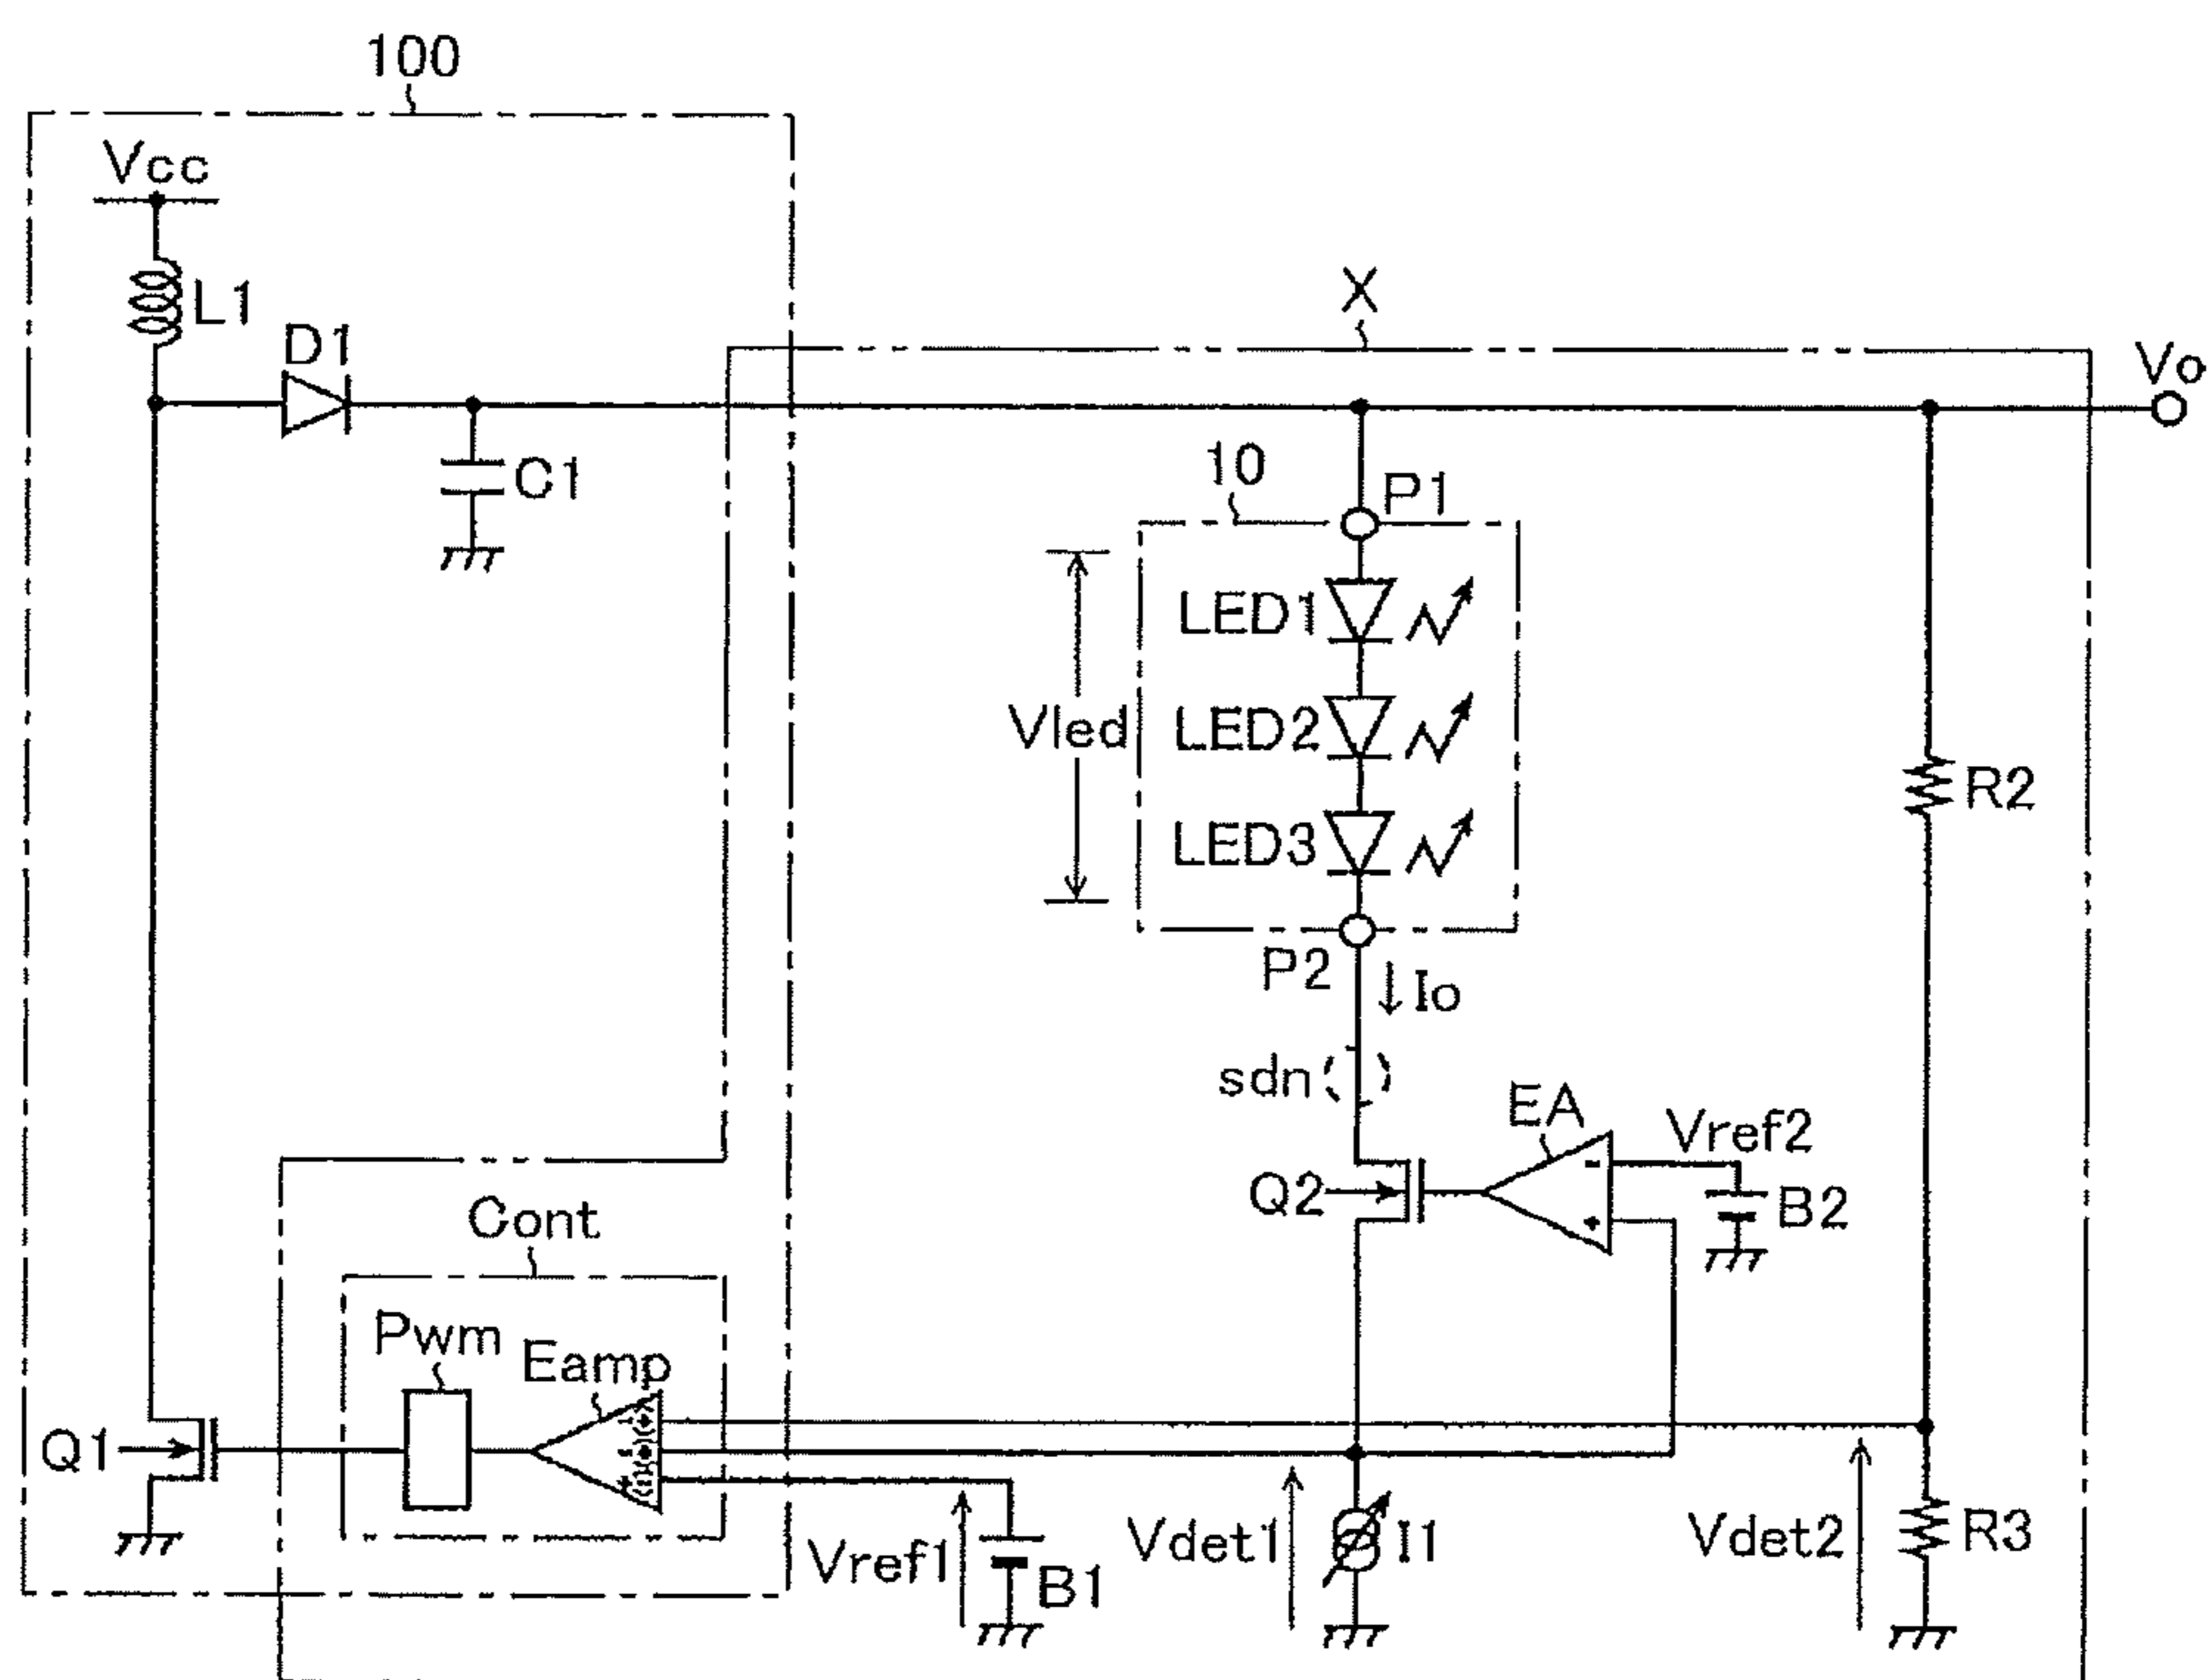 100
Vcc
L1
D1
C1
X
Vo
10
P1
LED1
LED2
LED3
Vled
R2
P2
Io
sdn
EA
Vref2
-
+
Q2
B2
Cont
Pwm
Eamp
Q1
Vref1
B1
Vdet1
I1
Vdet2
R3